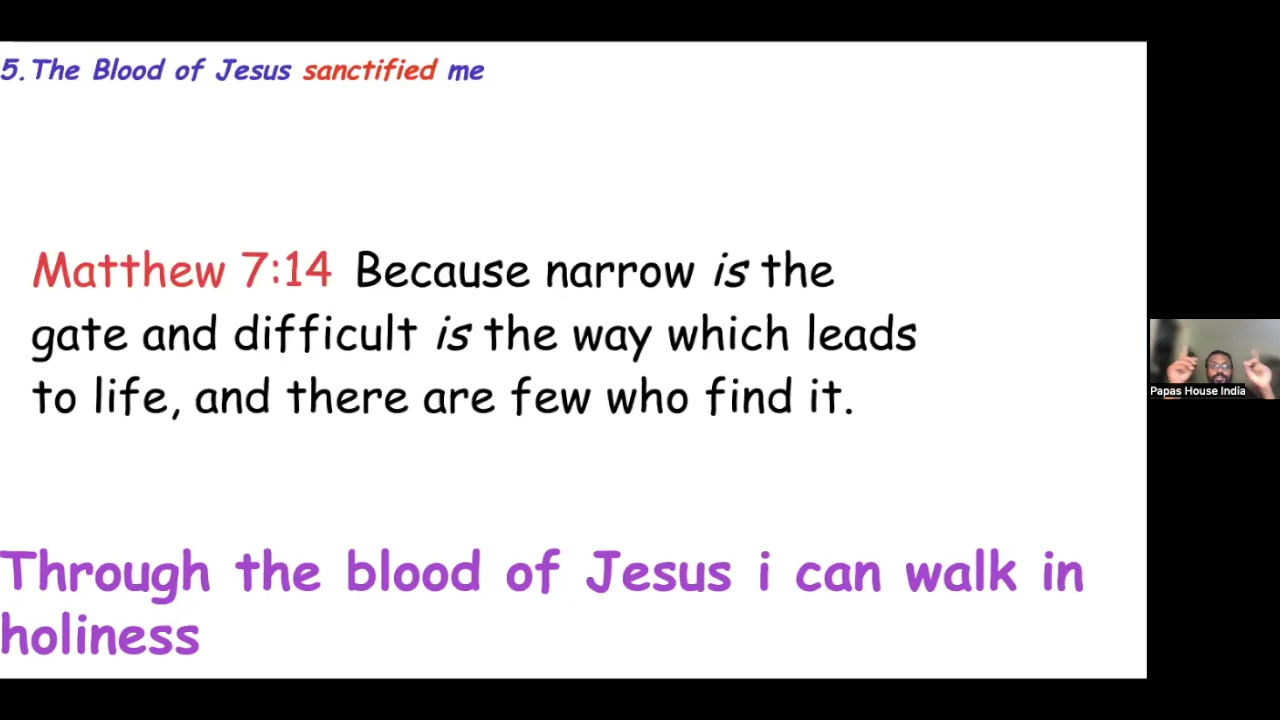 5. The Blood of Jesus sanctified me
Matthew 7:14 Because narrow is the
gate and difficult is the way which leads
to life, and there are few who find it.
Papas House India
Through the blood of Jesus i can walk in
holiness